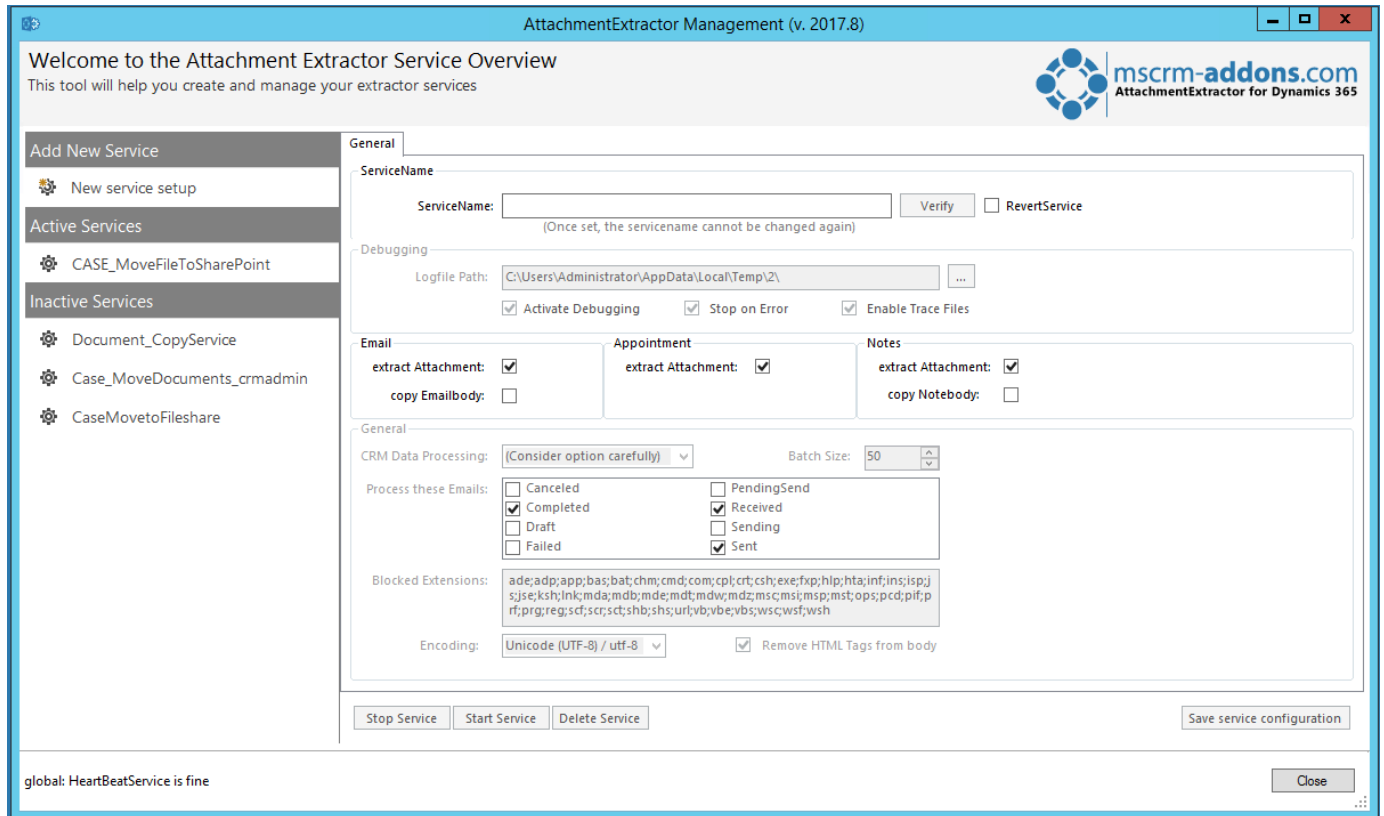 AttachmentExtractor Management (v. 2017.8)
Welcome to the Attachment Extractor Service Overview
This tool will help you create and manage your extractor services
mscrm-addons.com
AttachmentExtractor for Dynamics 365
Add New Service
New service setup
Active Services
CASE_MoveFileToSharePoint
Inactive Services
Document_CopyService
Case_MoveDocuments_crmadmin
CaseMovetoFileshare
General
ServiceName
ServiceName: Verify RevertService
(Once set, the servicename cannot be changed again)
Debugging
Logfile Path: C:\Users\Administrator\AppData\Local\Temp\2\ ...
Activate Debugging Stop on Error Enable Trace Files
Email Appointment Notes
extract Attachment: extract Attachment: extract Attachment:
copy Emailbody: copy Notebody:
General
CRM Data Processing: (Consider option carefully) Batch Size: 50
Process these Emails: Canceled PendingSend
Completed Received
Draft Sending
Failed Sent
Blocked Extensions: ade;adp;app;bas;bat;chm;cmd;com;cpl;crt;csh;exe;fxp;hlp;hta;inf;ins;isp;j
s;jse;ksh;lnk;mda;mdb;mde;mdt;mdw;mdz;msc;msi;msp;mst;ops;pcd;pif;p
rf;prg;reg;scf;scr;sct;shb;shs;url;vb;vbe;vbs;wsc;wsf;wsh
Encoding: Unicode (UTF-8) / utf-8 Remove HTML Tags from body
Stop Service Start Service Delete Service Save service configuration
global: HeartBeatService is fine Close